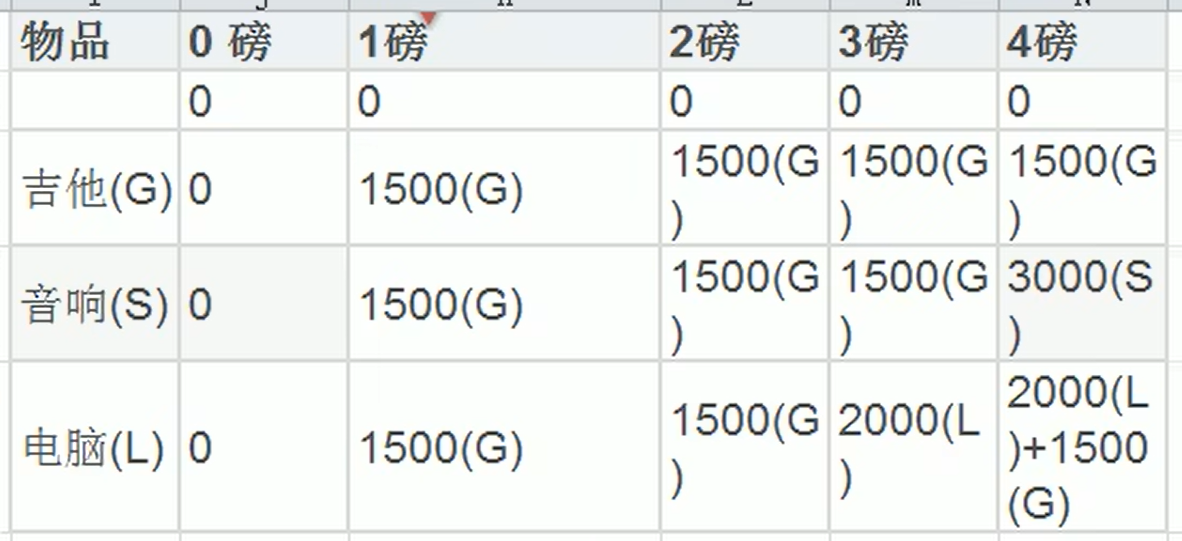 物品 0 磅 1磅 2磅 3磅 4磅
0 0 0 0 0
吉他(G) 0 1500(G) 1500(G 1500(G 1500(G
) ) )
音响(S) 0 1500(G) 1500(G 1500(G 3000(S
) ) )
电脑(L) 0 1500(G) 1500(G 2000(L 2000(L
) ) )+1500
(G)